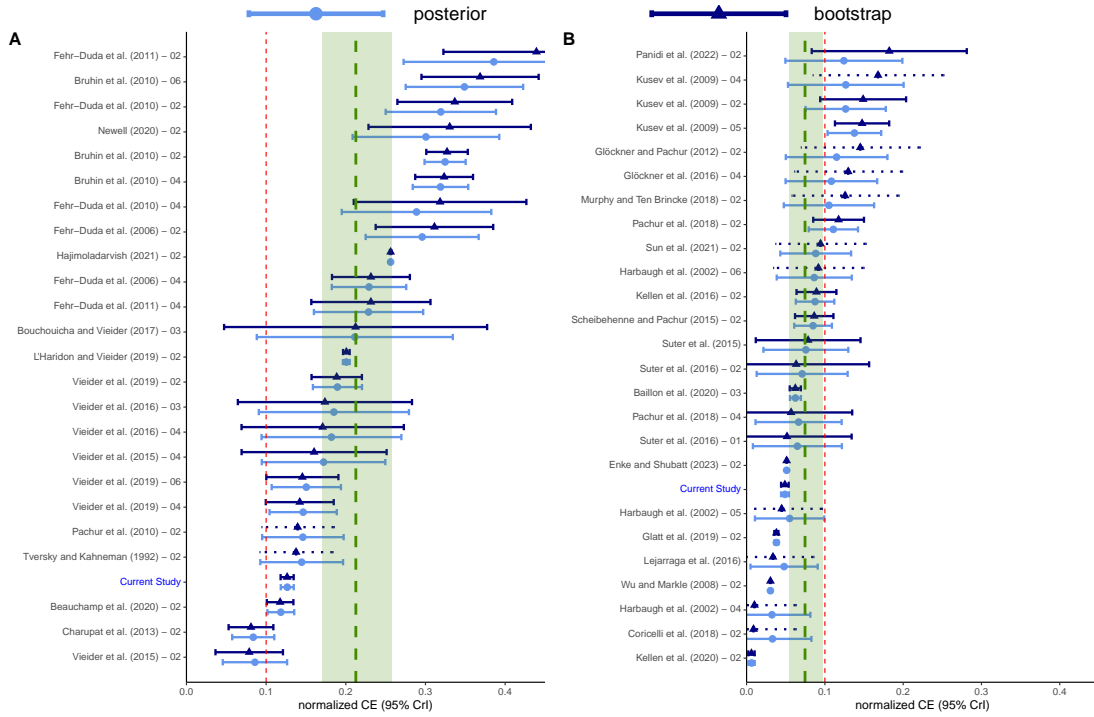 posterior
bootstrap
A
Fehr−Duda et al. (2011) − 02
Bruhin et al. (2010) − 06
Fehr−Duda et al. (2010) − 02
Newell (2020) − 02
Bruhin et al. (2010) − 02
Bruhin et al. (2010) − 04
Fehr−Duda et al. (2010) − 04
Fehr−Duda et al. (2006) − 02
Hajimoladarvish (2021) − 02
Fehr−Duda et al. (2006) − 04
Fehr−Duda et al. (2011) − 04
Bouchouicha and Vieider (2017) − 03
L'Haridon and Vieider (2019) − 02
Vieider et al. (2019) − 02
Vieider et al. (2016) − 03
Vieider et al. (2016) − 04
Vieider et al. (2015) − 04
Vieider et al. (2019) − 06
Vieider et al. (2019) − 04
Pachur et al. (2010) − 02
Tversky and Kahneman (1992) − 02
Current Study
Beauchamp et al. (2020) − 02
Charupat et al. (2013) − 02
Vieider et al. (2015) − 02
0.0 0.1 0.2 0.3 0.4
normalized CE (95% CrI)
B
Panidi et al. (2022) − 02
Kusev et al. (2009) − 04
Kusev et al. (2009) − 02
Kusev et al. (2009) − 05
Glöckner and Pachur (2012) − 02
Glöckner et al. (2016) − 04
Murphy and Ten Brincke (2018) − 02
Pachur et al. (2018) − 02
Sun et al. (2021) − 02
Harbaugh et al. (2002) − 06
Kellen et al. (2016) − 02
Scheibehenne and Pachur (2015) − 02
Suter et al. (2015)
Suter et al. (2016) − 02
Baillon et al. (2020) − 03
Pachur et al. (2018) − 04
Suter et al. (2016) − 01
Enke and Shubatt (2023) − 02
Current Study
Harbaugh et al. (2002) − 05
Glatt et al. (2019) − 02
Lejarraga et al. (2016)
Wu and Markle (2008) − 02
Harbaugh et al. (2002) − 04
Coricelli et al. (2018) − 02
Kellen et al. (2020) − 02
0.0 0.1 0.2 0.3 0.4
normalized CE (95% CrI)